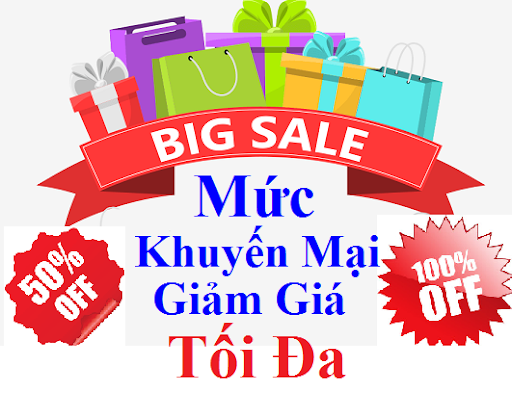 BIG SALE
Mức
Khuyến Mại
Giảm Giá
Tối Đa
50%
OFF
100%
OFF